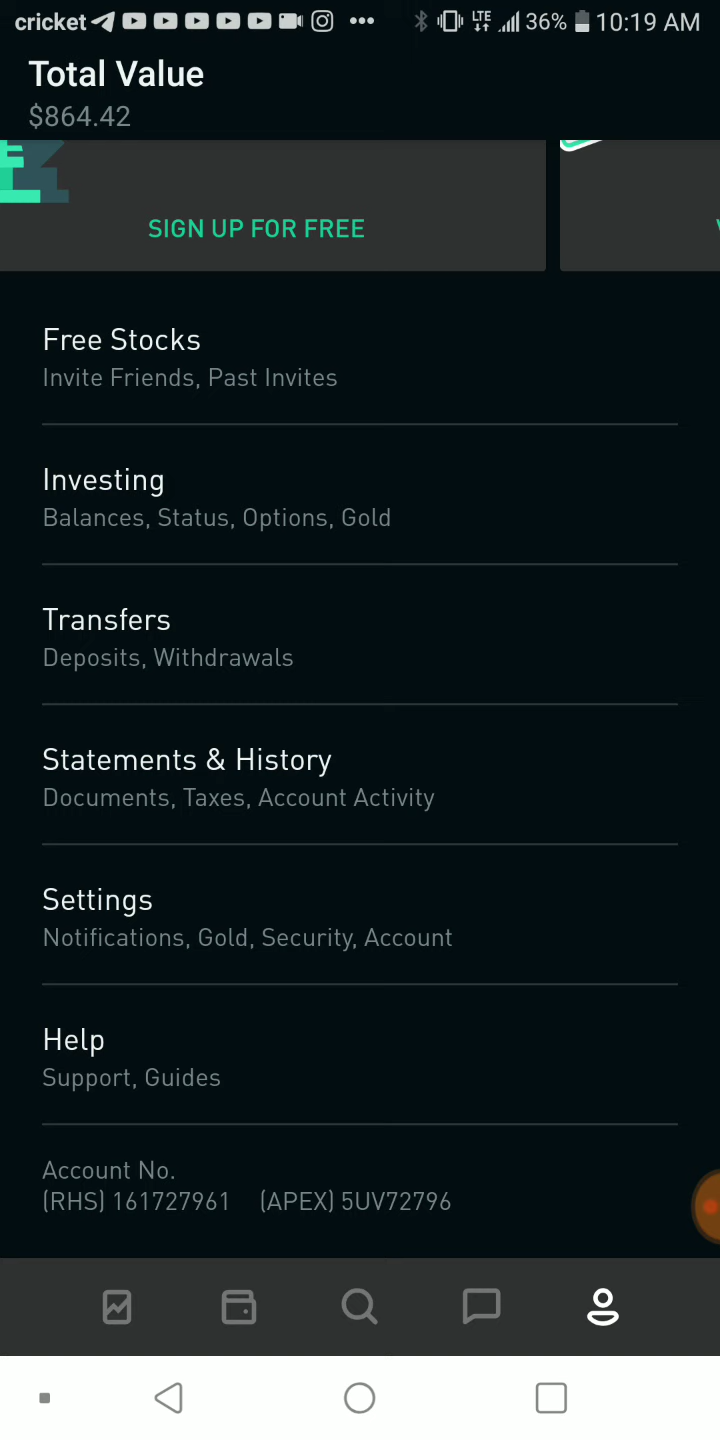 cricket LTE 36% 10:19 AM
Total Value
$864.42
SIGN UP FOR FREE
Free Stocks
Invite Friends, Past Invites
Investing
Balances, Status, Options, Gold
Transfers
Deposits, Withdrawals
Statements & History
Documents, Taxes, Account Activity
Settings
Notifications, Gold, Security, Account
Help
Support, Guides
Account No.
(RHS) 161727961 (APEX) 5UV72796